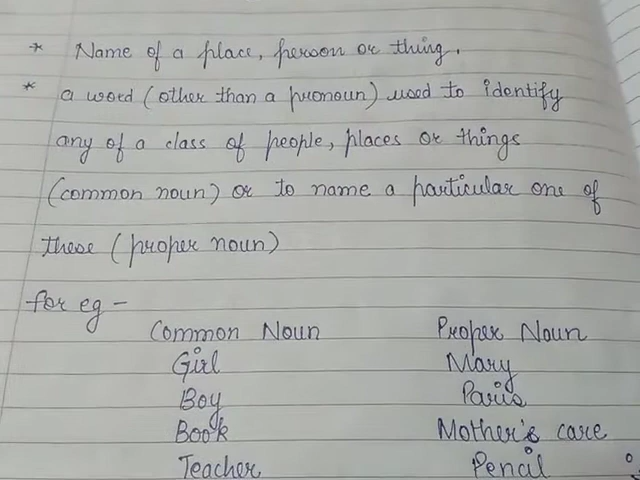 * Name of a place, person or thing.
* a word (other than a pronoun) used to identify
any of a class of people, places or things
(common noun) or to name a particular one of
these (proper noun)
for eg -
Common Noun Proper Noun
Girl Mary
Boy Paris
Book Mother's care
Teacher Pencil